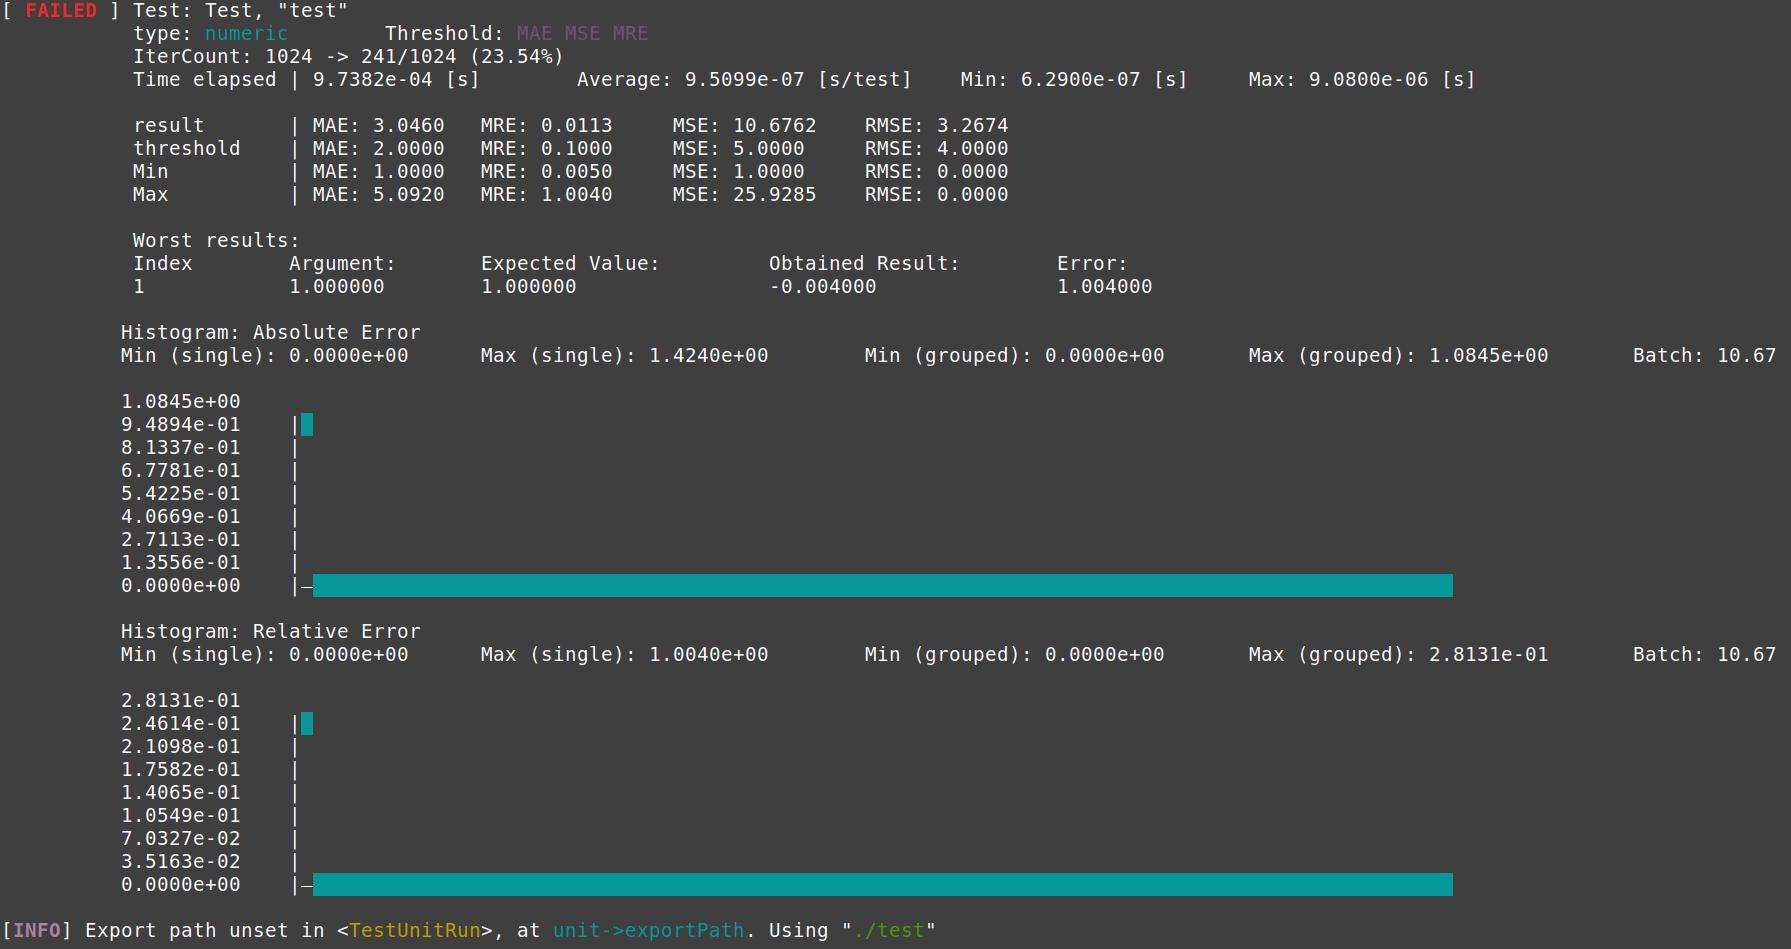 [ FAILED ] Test: Test, "test"
type: numeric Threshold: MAE MSE MRE
IterCount: 1024 -> 241/1024 (23.54%)
Time elapsed | 9.7382e-04 [s] Average: 9.5099e-07 [s/test] Min: 6.2900e-07 [s] Max: 9.0800e-06 [s]
result | MAE: 3.0460 MRE: 0.0113 MSE: 10.6762 RMSE: 3.2674
threshold | MAE: 2.0000 MRE: 0.1000 MSE: 5.0000 RMSE: 4.0000
Min | MAE: 1.0000 MRE: 0.0050 MSE: 1.0000 RMSE: 0.0000
Max | MAE: 5.0920 MRE: 1.0040 MSE: 25.9285 RMSE: 0.0000
Worst results:
Index Argument: Expected Value: Obtained Result: Error:
1 1.000000 1.000000 -0.004000 1.004000
Histogram: Absolute Error
Min (single): 0.0000e+00 Max (single): 1.4240e+00 Min (grouped): 0.0000e+00 Max (grouped): 1.0845e+00 Batch: 10.67
1.0845e+00
9.4894e-01 |
8.1337e-01 |
6.7781e-01 |
5.4225e-01 |
4.0669e-01 |
2.7113e-01 |
1.3556e-01 |
0.0000e+00 |—
Histogram: Relative Error
Min (single): 0.0000e+00 Max (single): 1.0040e+00 Min (grouped): 0.0000e+00 Max (grouped): 2.8131e-01 Batch: 10.67
2.8131e-01
2.4614e-01 |
2.1098e-01 |
1.7582e-01 |
1.4065e-01 |
1.0549e-01 |
7.0327e-02 |
3.5163e-02 |
0.0000e+00 |—
[INFO] Export path unset in <TestUnitRun>, at unit->exportPath. Using "./test"